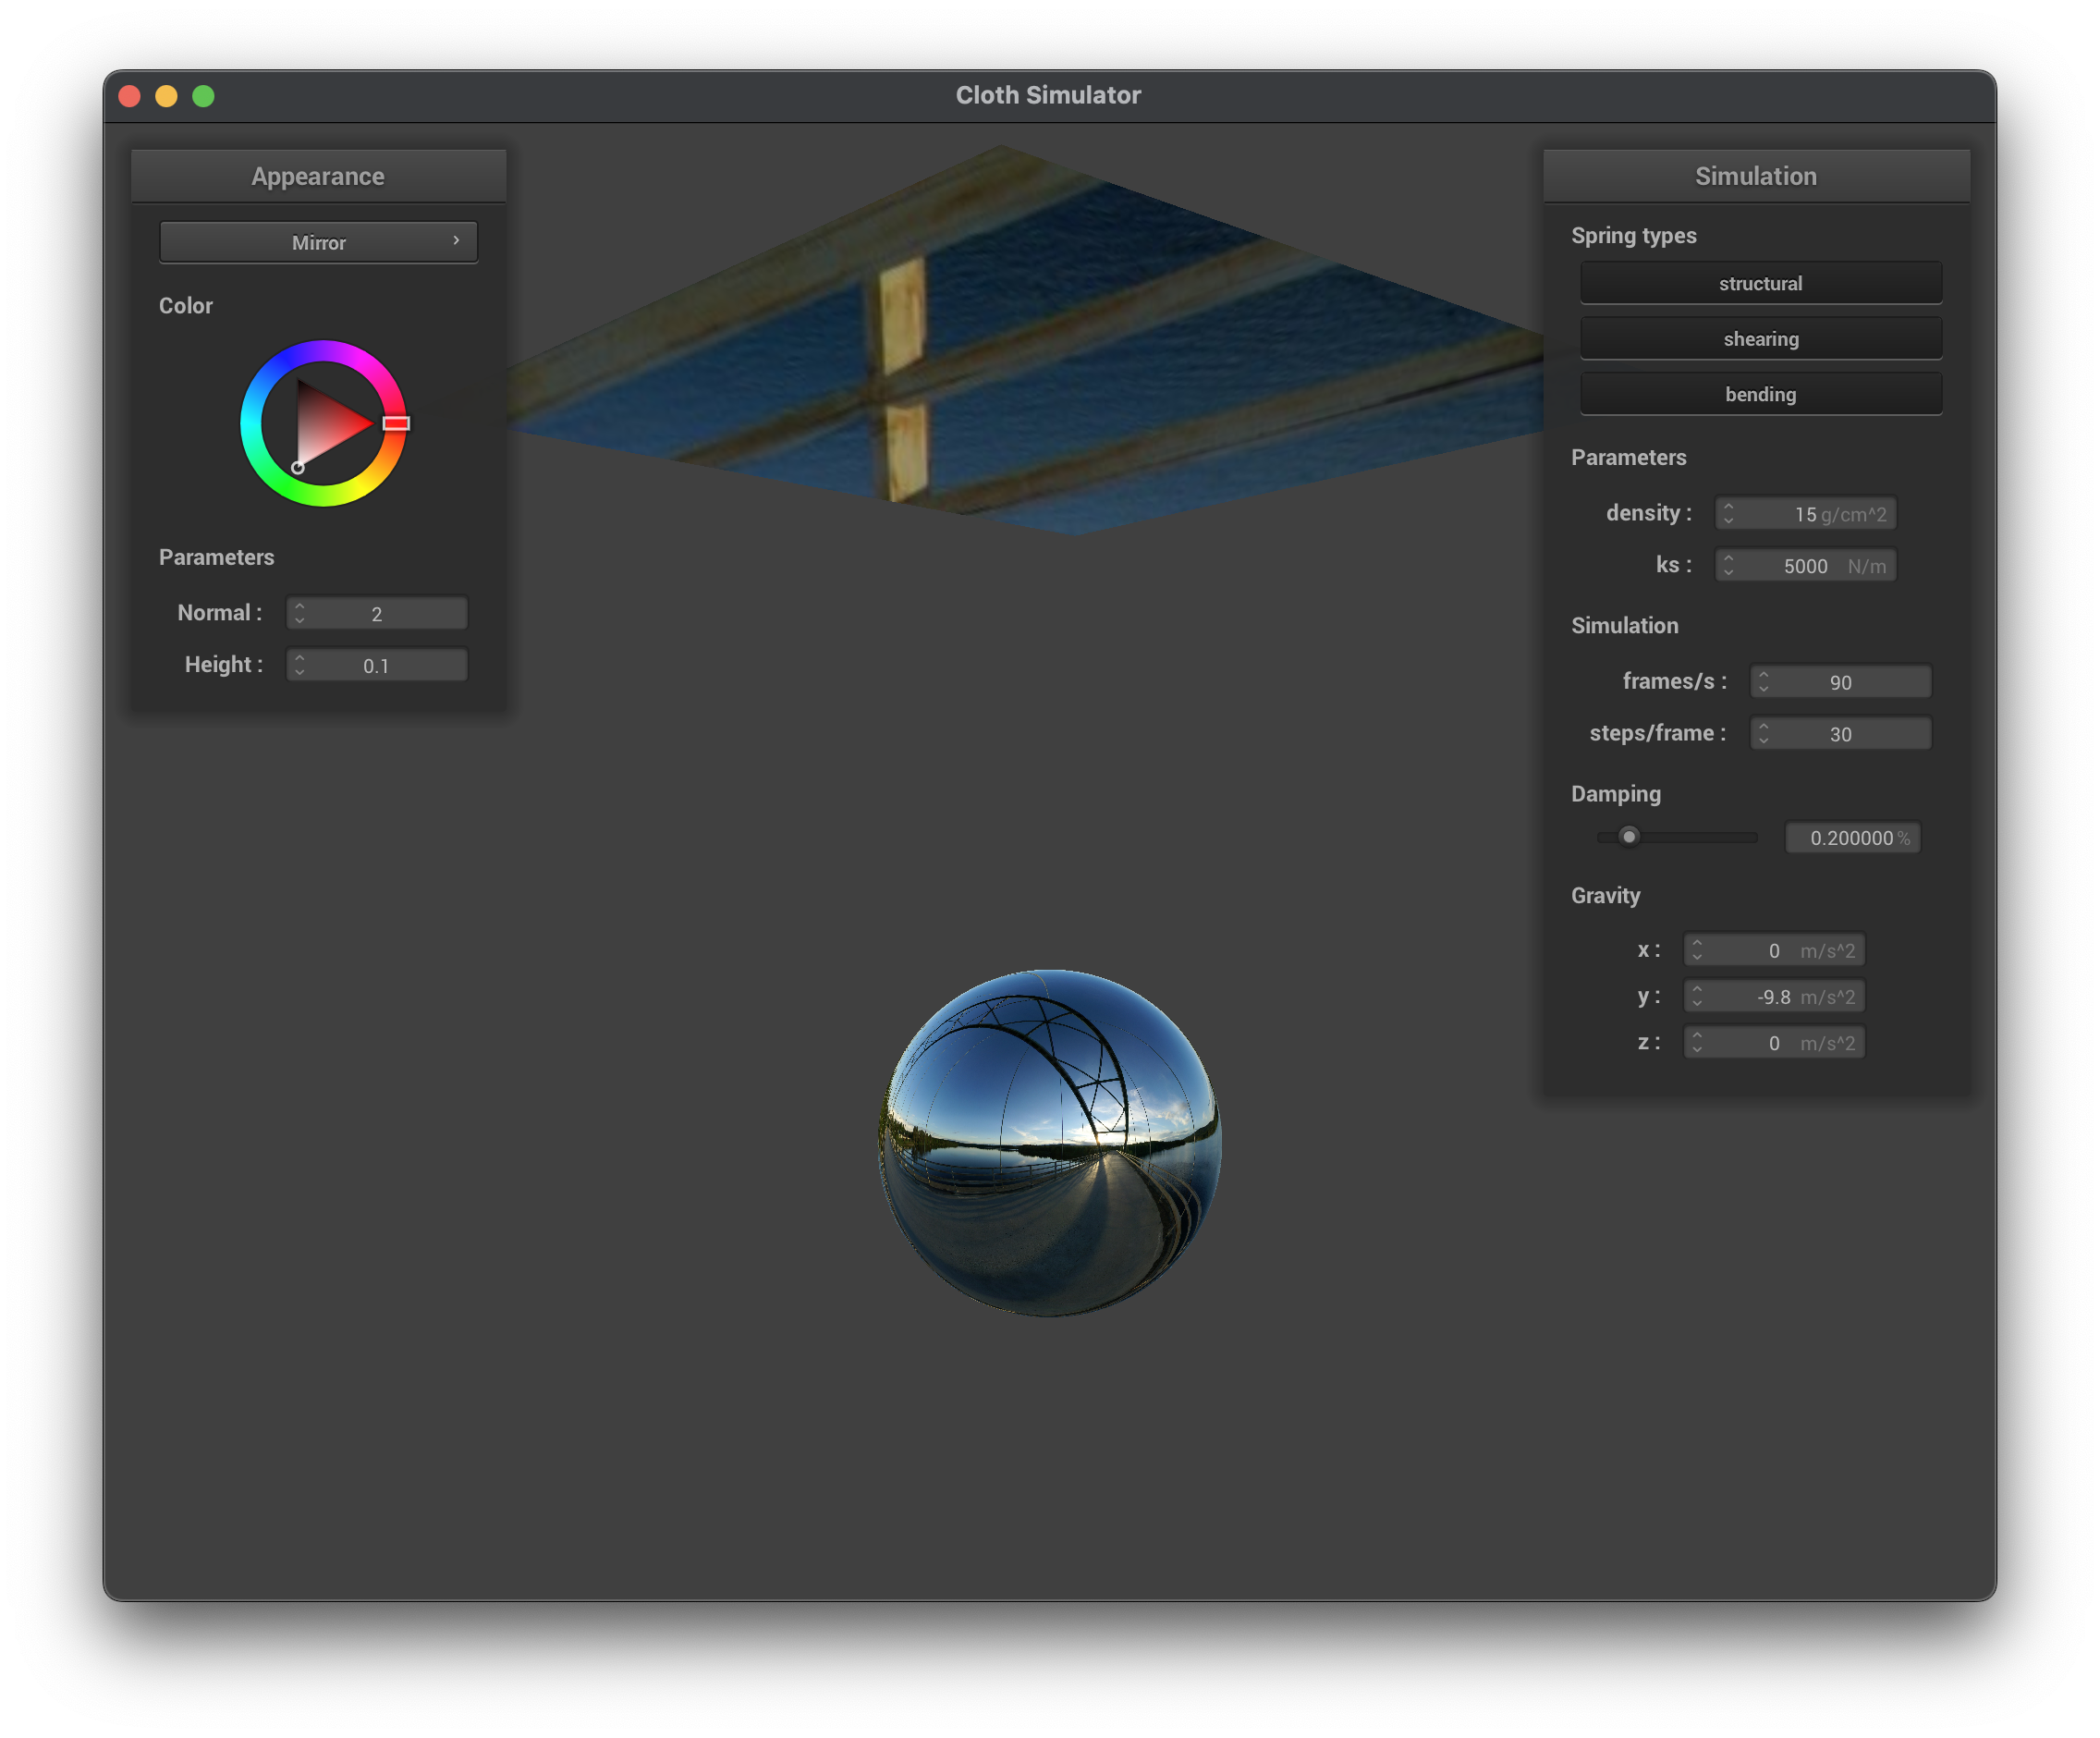 Cloth Simulator
Appearance
Mirror
Color
Parameters
Normal : 2
Height : 0.1
Simulation
Spring types
structural
shearing
bending
Parameters
density : 15 g/cm^2
ks : 5000 N/m
Simulation
frames/s : 90
steps/frame : 30
Damping
0.200000 %
Gravity
x : 0 m/s^2
y : -9.8 m/s^2
z : 0 m/s^2